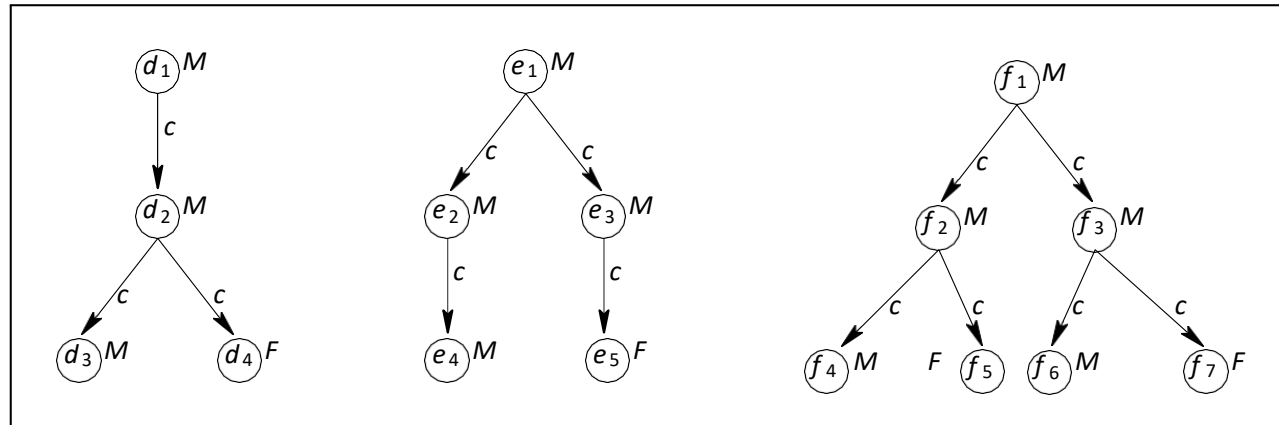 d1 M e1 M f1 M
c c c c c
d2 M e2 M e3 M f2 M f3 M
c c c c c c c c
d3 M d4 F e4 M e5 F f4 M F f5 f6 M f7 F